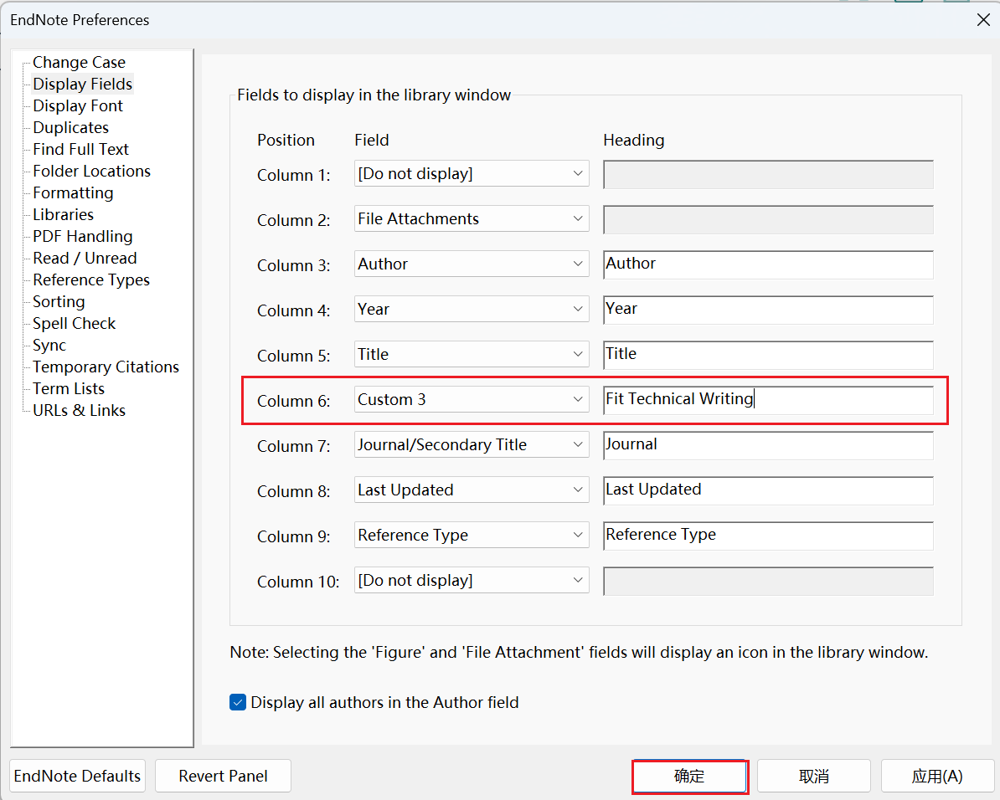 EndNote Preferences
Change Case
Display Fields
Display Font
Duplicates
Find Full Text
Folder Locations
Formatting
Libraries
PDF Handling
Read / Unread
Reference Types
Sorting
Spell Check
Sync
Temporary Citations
Term Lists
URLs & Links
Fields to display in the library window
Position Field Heading
Column 1: [Do not display]
Column 2: File Attachments
Column 3: Author Author
Column 4: Year Year
Column 5: Title Title
Column 6: Custom 3 Fit Technical Writing
Column 7: Journal/Secondary Title Journal
Column 8: Last Updated Last Updated
Column 9: Reference Type Reference Type
Column 10: [Do not display]
Note: Selecting the 'Figure' and 'File Attachment' fields will display an icon in the library window.
Display all authors in the Author field
EndNote Defaults Revert Panel 确定 取消 应用(A)